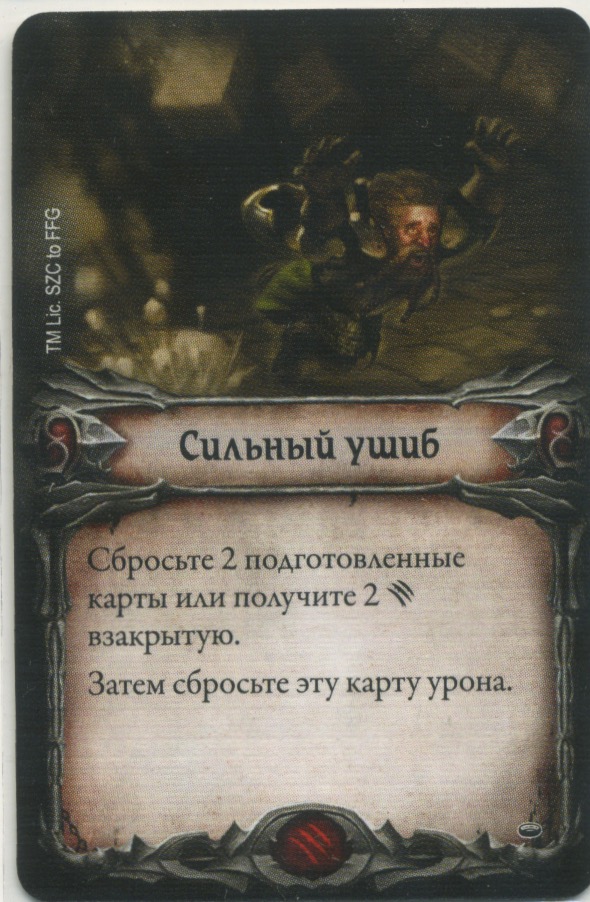 TM Lic. SZC to FFG
Сильный ушиб
Сбросьте 2 подготовленные
карты или получите 2
взакрытую.
Затем сбросьте эту карту урона.